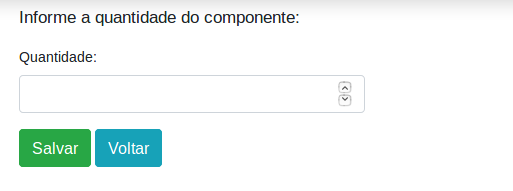 Informe a quantidade do componente:
Quantidade:
Salvar Voltar